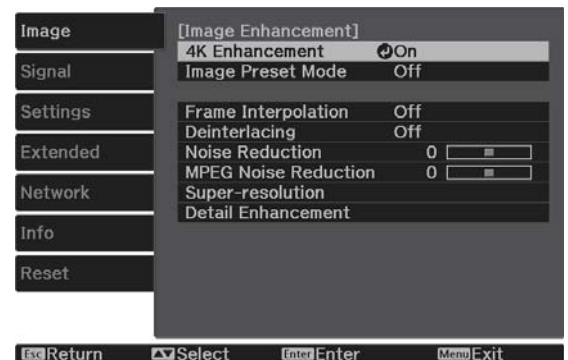 Image
Signal
Settings
Extended
Network
Info
Reset
[Image Enhancement]
4K Enhancement On
Image Preset Mode Off
Frame Interpolation Off
Deinterlacing Off
Noise Reduction 0
MPEG Noise Reduction 0
Super-resolution
Detail Enhancement
Esc Return Select Enter Enter Menu Exit